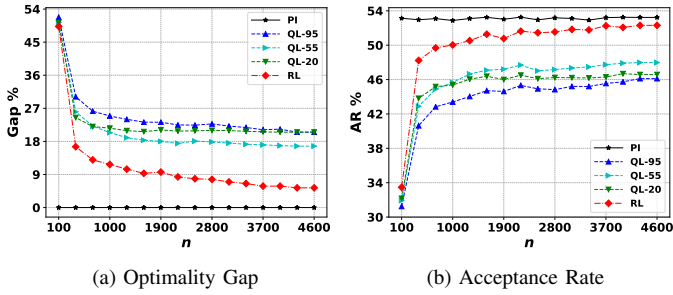 54
45
36
27
18
9
0
Gap %
PI
QL-95
QL-55
QL-20
RL
100 1000 1900 2800 3700 4600
n
(a) Optimality Gap
54
50
46
42
38
34
30
AR %
PI
QL-95
QL-55
QL-20
RL
100 1000 1900 2800 3700 4600
n
(b) Acceptance Rate